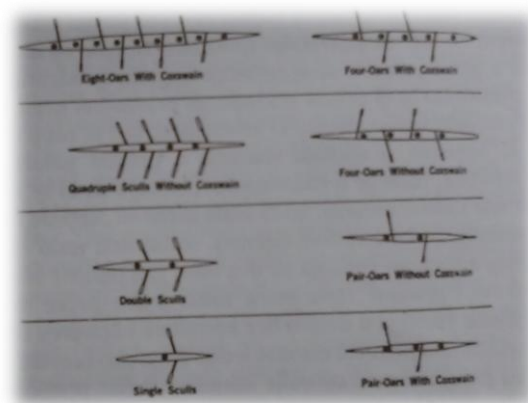 Eight-Oars With Coxswain
Four-Oars With Coxswain
Quadruple Sculls Without Coxswain
Four-Oars Without Coxswain
Double Sculls
Pair-Oars Without Coxswain
Single Sculls
Pair-Oars With Coxswain